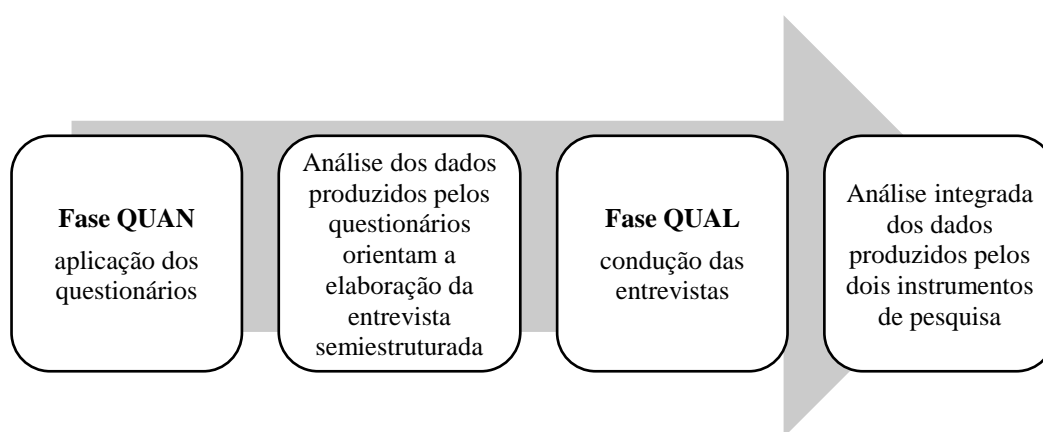 Fase QUAN
aplicação dos
questionários
Análise dos dados
produzidos pelos
questionários
orientam a
elaboração da
entrevista
semiestruturada
Fase QUAL
condução das
entrevistas
Análise integrada
dos dados
produzidos pelos
dois instrumentos
de pesquisa